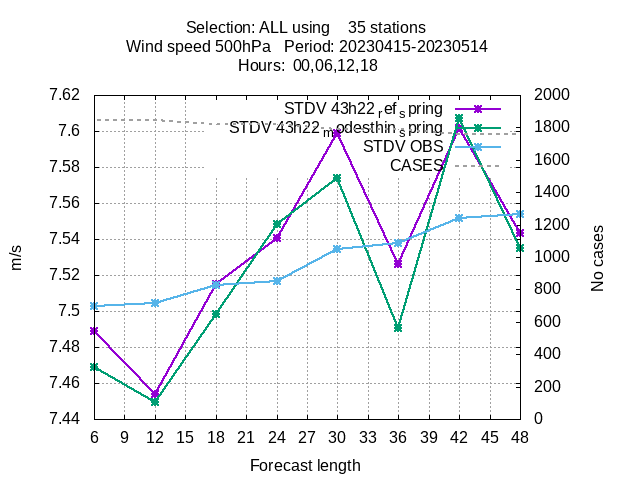 Selection: ALL using    35 stations
Wind speed 500hPa   Period: 20230415-20230514
Hours:  00,06,12,18
7.62
7.6
7.58
7.56
7.54
7.52
7.5
7.48
7.46
7.44
m/s
STDV 43h22_ref_spring
STDV 43h22_modesthin_spring
STDV OBS
CASES
2000
1800
1600
1400
1200
1000
800
600
400
200
0
No cases
6 9 12 15 18 21 24 27 30 33 36 39 42 45 48
Forecast length